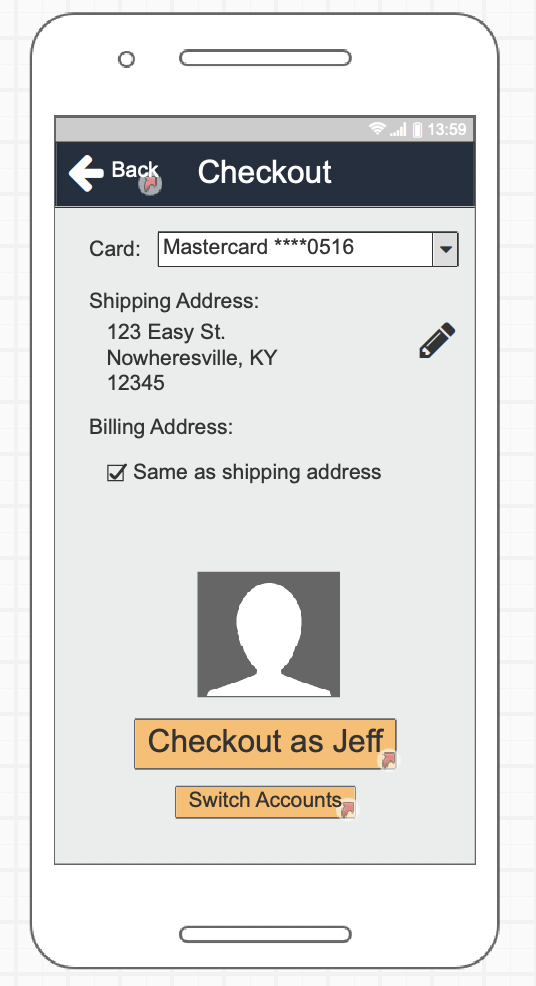 13:59
Back
Checkout
Card: Mastercard ****0516
Shipping Address:
123 Easy St.
Nowheresville, KY
12345
Billing Address:
Same as shipping address
Checkout as Jeff
Switch Accounts